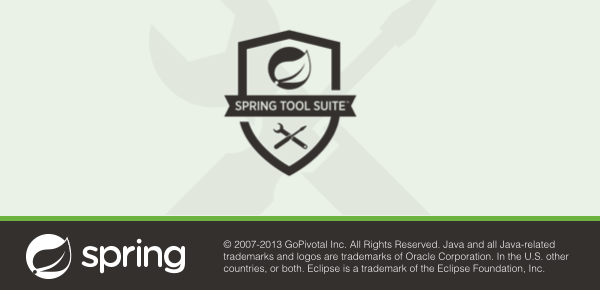 SPRING TOOL SUITE
spring
© 2007-2013 GoPivotal Inc. All Rights Reserved. Java and all Java-related
trademarks and logos are trademarks of Oracle Corporation. In the U.S. other
countries, or both. Eclipse is a trademark of the Eclipse Foundation, Inc.